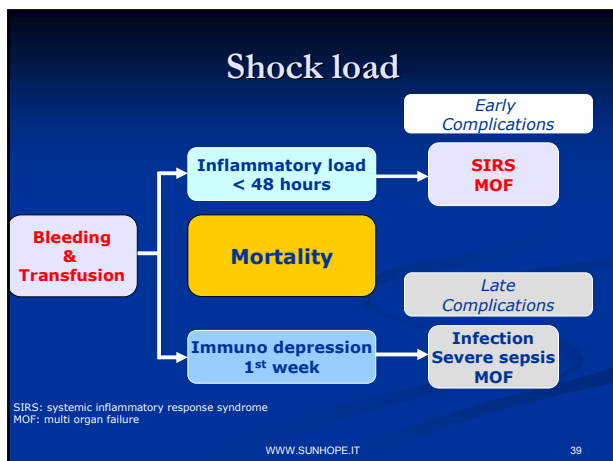 Shock load
Early
Complications
Inflammatory load
< 48 hours
SIRS
MOF
Bleeding
&
Transfusion
Mortality
Late
Complications
Immuno depression
1st week
Infection
Severe sepsis
MOF
SIRS: systemic inflammatory response syndrome
MOF: multi organ failure
WWW.SUNHOPE.IT
39